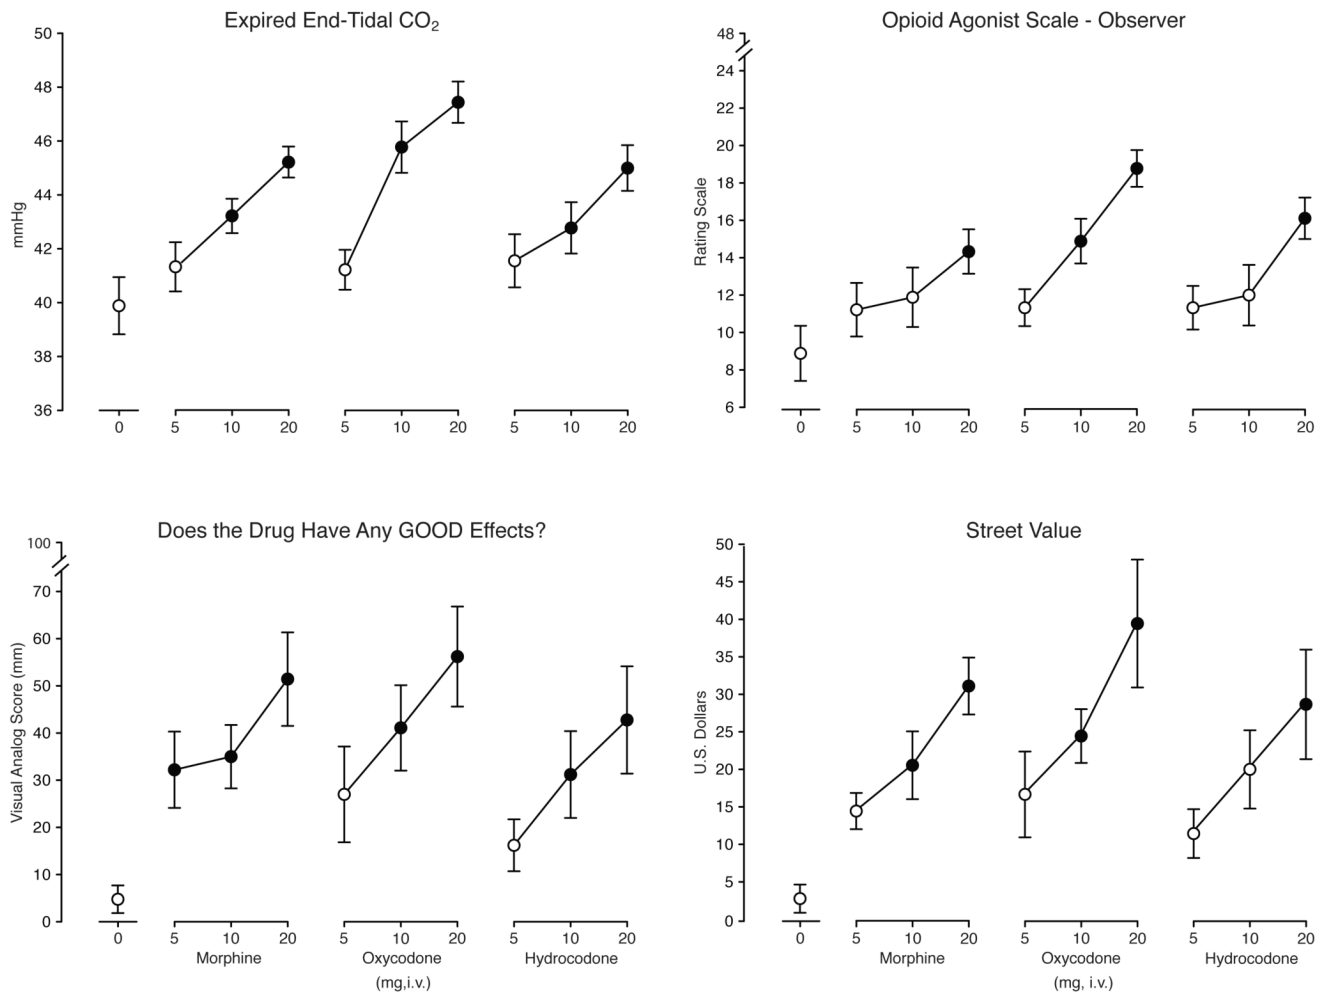 Expired End-Tidal CO₂
50
48
46
44
42
40
38
36
mmHg
0 5 10 20 5 10 20 5 10 20
Opioid Agonist Scale - Observer
48
24
22
20
18
16
14
12
10
8
6
Rating Scale
0 5 10 20 5 10 20 5 10 20
Does the Drug Have Any GOOD Effects?
100
70
60
50
40
30
20
10
0
Visual Analog Score (mm)
0 5 10 20 5 10 20 5 10 20
Morphine Oxycodone Hydrocodone
(mg,i.v.)
Street Value
50
45
40
35
30
25
20
15
10
5
0
U.S. Dollars
0 5 10 20 5 10 20 5 10 20
Morphine Oxycodone Hydrocodone
(mg, i.v.)